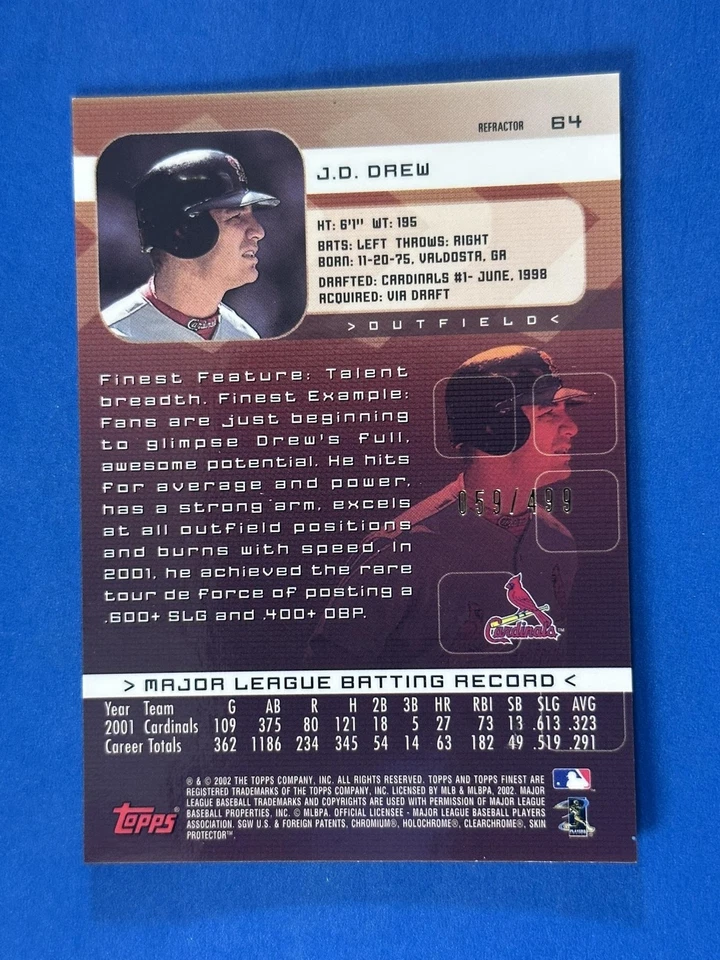 REFRACTOR 64
J.D. DREW
HT: 6'1" WT: 195
BATS: LEFT THROWS: RIGHT
BORN: 11-20-75, VALDOSTA, GA
DRAFTED: CARDINALS #1- JUNE, 1998
ACQUIRED: VIA DRAFT
>OUTFIELD<
Finest Feature: Talent
breadth. Finest Example:
Fans are just beginning
to glimpse Drew's full,
awesome potential. He hits
for average and power,
has a strong arm, excels
at all outfield positions
and burns with speed. In
2001, he achieved the rare
tour de force of posting a
.600+ SLG and .400+ OBP.
059/499
Cardinals™
> MAJOR LEAGUE BATTING RECORD <
Year Team G AB R H 2B 3B HR RBI SB SLG AVG
2001 Cardinals 109 375 80 121 18 5 27 73 13 .613 .323
Career Totals 362 1186 234 345 54 14 63 182 49 .519 .291
® & © 2002 THE TOPPS COMPANY, INC. ALL RIGHTS RESERVED. TOPPS AND TOPPS FINEST ARE
REGISTERED TRADEMARKS OF THE TOPPS COMPANY, INC. LICENSED BY MLB & MLBPA, 2002. MAJOR
LEAGUE BASEBALL TRADEMARKS AND COPYRIGHTS ARE USED WITH PERMISSION OF MAJOR LEAGUE
BASEBALL PROPERTIES, INC. © MLBPA. OFFICIAL LICENSEE - MAJOR LEAGUE BASEBALL PLAYERS
ASSOCIATION. SGW U.S. & FOREIGN PATENTS, CHROMIUM®, HOLOCHROME®, CLEARCHROME®, SKIN
PROTECTOR™.
Topps®
PLAYERS